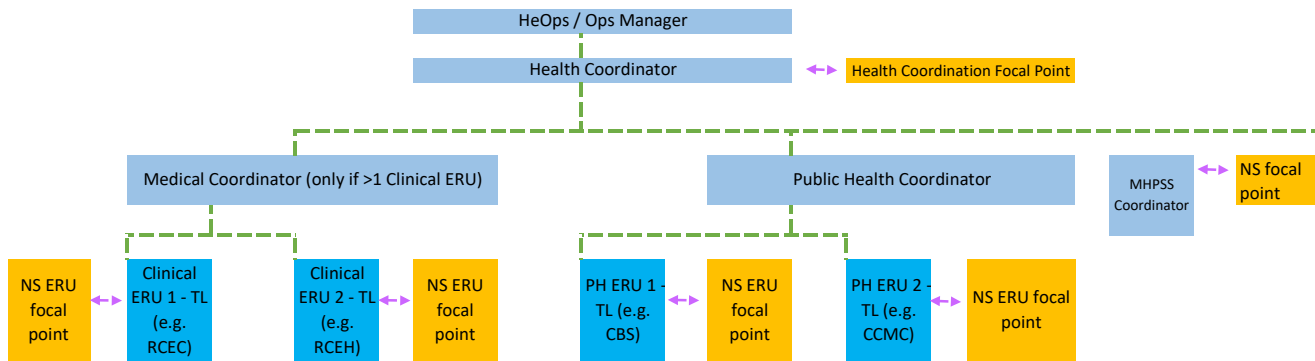 HeOps / Ops Manager
Health Coordinator
Health Coordination Focal Point
Medical Coordinator (only if >1 Clinical ERU)
Public Health Coordinator
MHPSS
Coordinator
NS focal
point
NS ERU
focal
point
Clinical
ERU 1 - TL
(e.g.
RCEC)
Clinical
ERU 2 - TL
(e.g.
RCEH)
NS ERU
focal
point
PH ERU 1 -
TL (e.g.
CBS)
NS ERU
focal
point
PH ERU 2 -
TL (e.g.
CCMC)
NS ERU focal
point